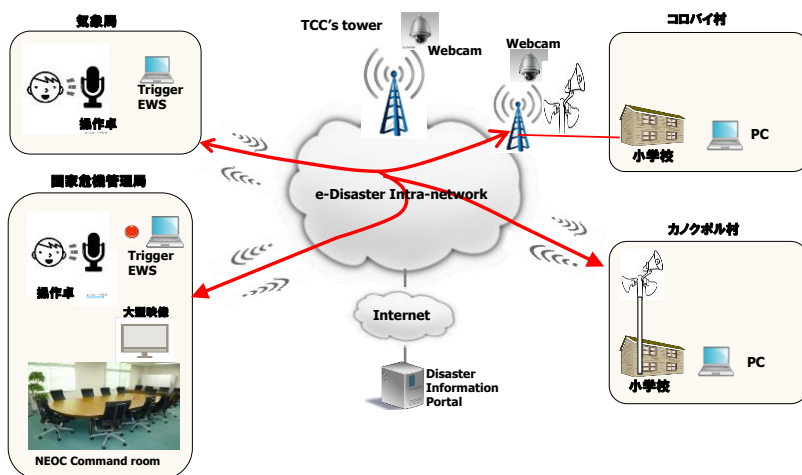 気象局
Trigger
EWS
操作卓
国家危機管理局
Trigger
EWS
操作卓
大型映像
NEOC Command room
TCC's tower
Webcam
Webcam
e-Disaster Intra-network
Internet
Disaster
Information
Portal
コロバイ村
小学校
PC
カノクポル村
小学校
PC